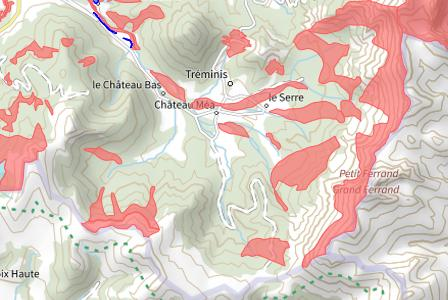 Tréminis
le Château Bas
Château Méa
le Serre
Petit Ferrand
Grand Ferrand
oix Haute